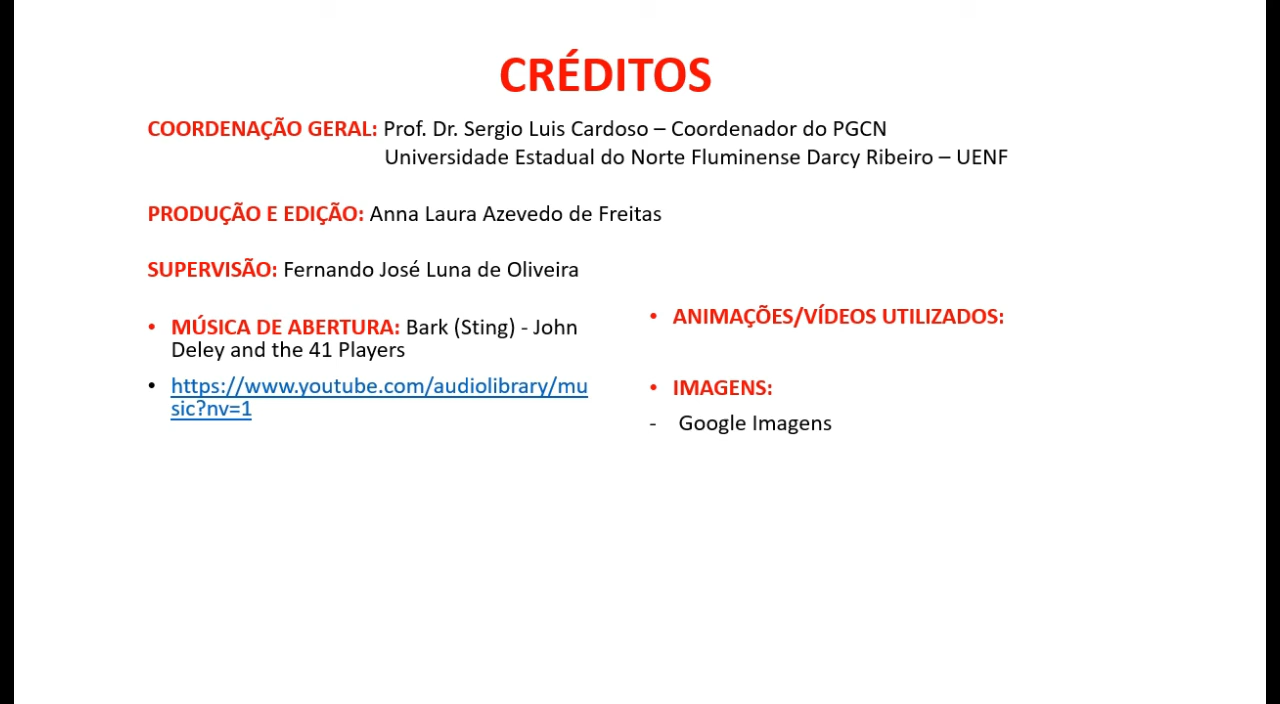 CRÉDITOS
COORDENAÇÃO GERAL: Prof. Dr. Sergio Luis Cardoso – Coordenador do PGCN
Universidade Estadual do Norte Fluminense Darcy Ribeiro – UENF
PRODUÇÃO E EDIÇÃO: Anna Laura Azevedo de Freitas
SUPERVISÃO: Fernando José Luna de Oliveira
• MÚSICA DE ABERTURA: Bark (Sting) - John
Deley and the 41 Players
• https://www.youtube.com/audiolibrary/mu
sic?nv=1
• ANIMAÇÕES/VÍDEOS UTILIZADOS:
• IMAGENS:
- Google Imagens